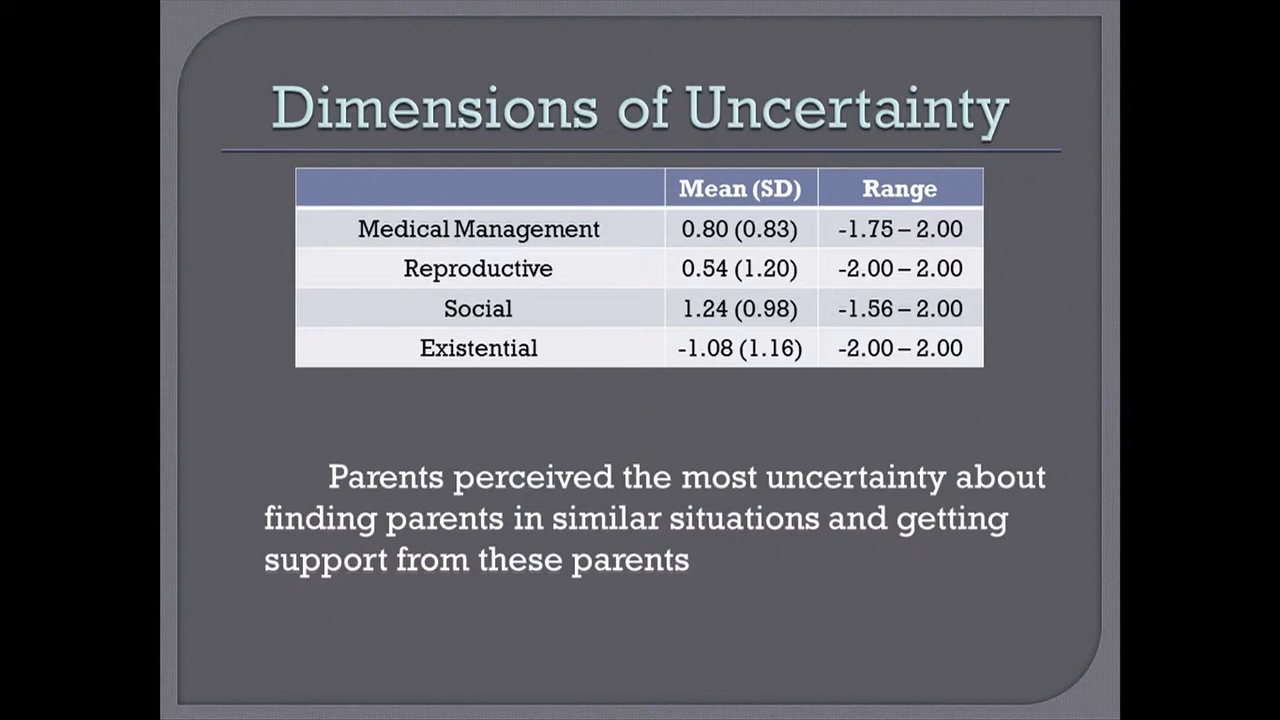 Dimensions of Uncertainty
Mean (SD) Range
Medical Management 0.80 (0.83) -1.75 – 2.00
Reproductive 0.54 (1.20) -2.00 – 2.00
Social 1.24 (0.98) -1.56 – 2.00
Existential -1.08 (1.16) -2.00 – 2.00
Parents perceived the most uncertainty about
finding parents in similar situations and getting
support from these parents